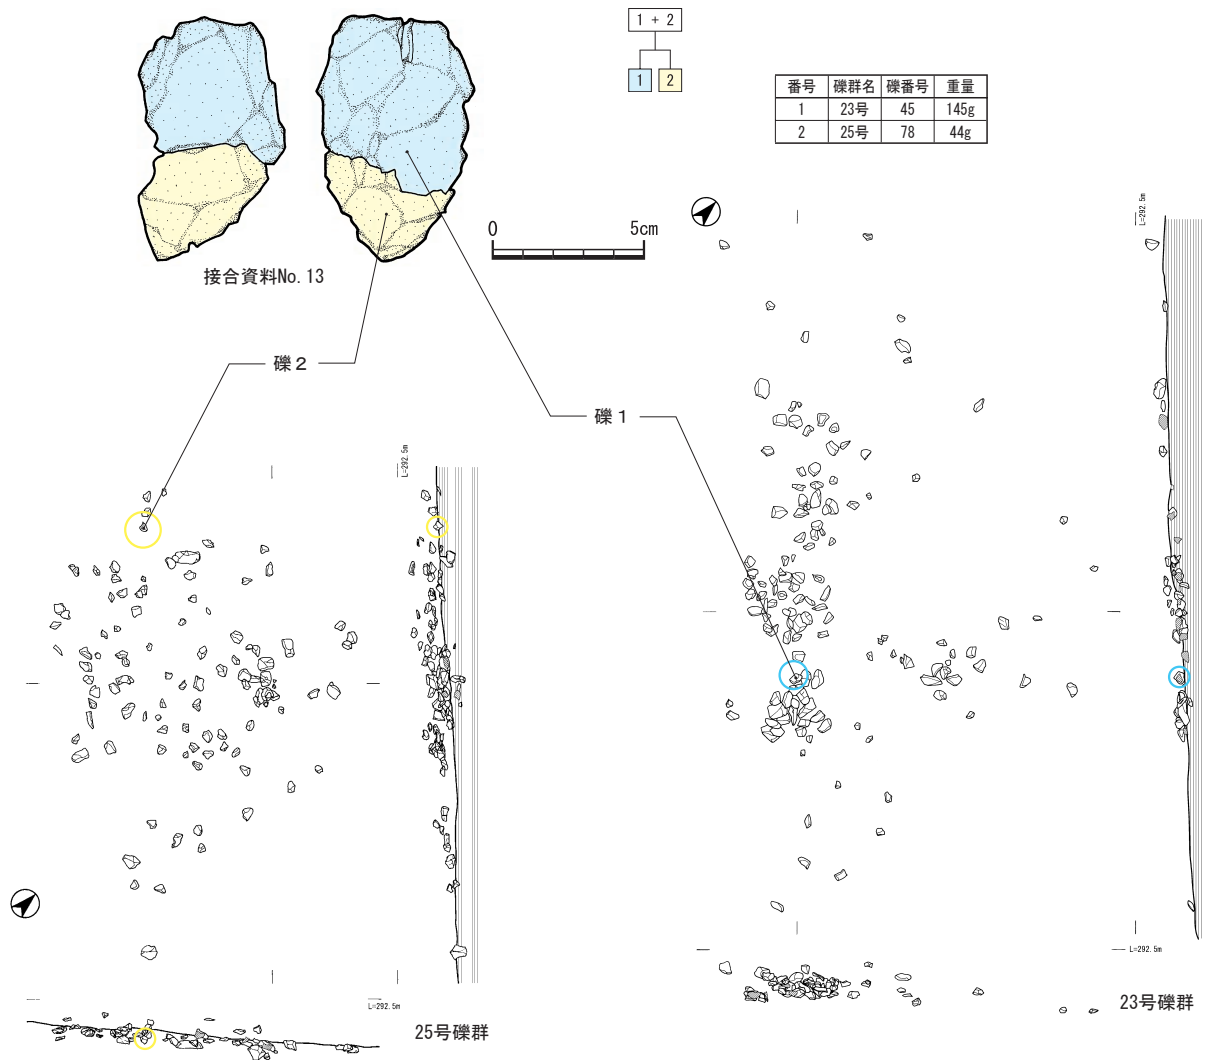 1 + 2
1 2
番号 礫群名 礫番号 重量
1 23号 45 145g
2 25号 78 44g
0 5cm
接合資料No.13
礫2
礫1
L=292.5m
L=292.5m
L=292.5m
L=292.5m
25号礫群
23号礫群